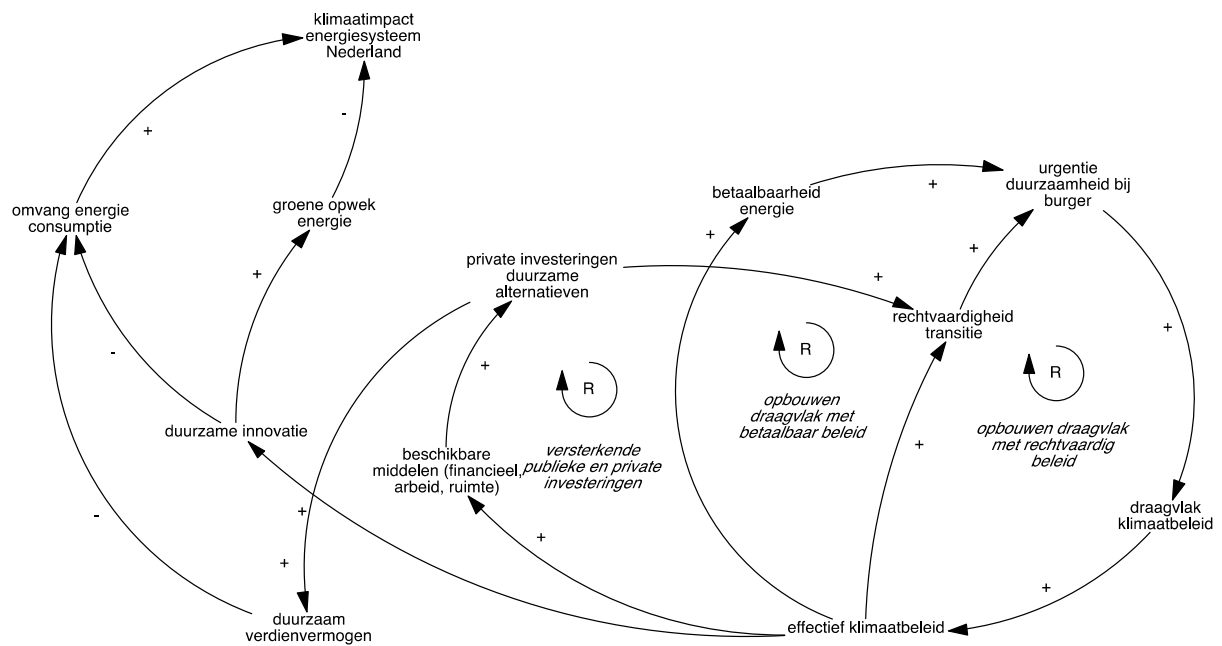 klimaatimpact
energiesysteem
Nederland
+
-
omvang energie
consumptie
groene opwek
energie
betaalbaarheid
energie
+
urgentie
duurzaamheid bij
burger
+
+
+
private investeringen
duurzame
alternatieven
+
rechtvaardigheid
transitie
+
-
+
R
versterkende
publieke en private
investeringen
R
opbouwen
draagvlak met
betaalbaar beleid
R
opbouwen draagvlak
met rechtvaardig
beleid
duurzame innovatie
beschikbare
middelen (financieel,
arbeid, ruimte)
+
-
+
+
+
draagvlak
klimaatbeleid
+
duurzaam
verdienvermogen
effectief klimaatbeleid